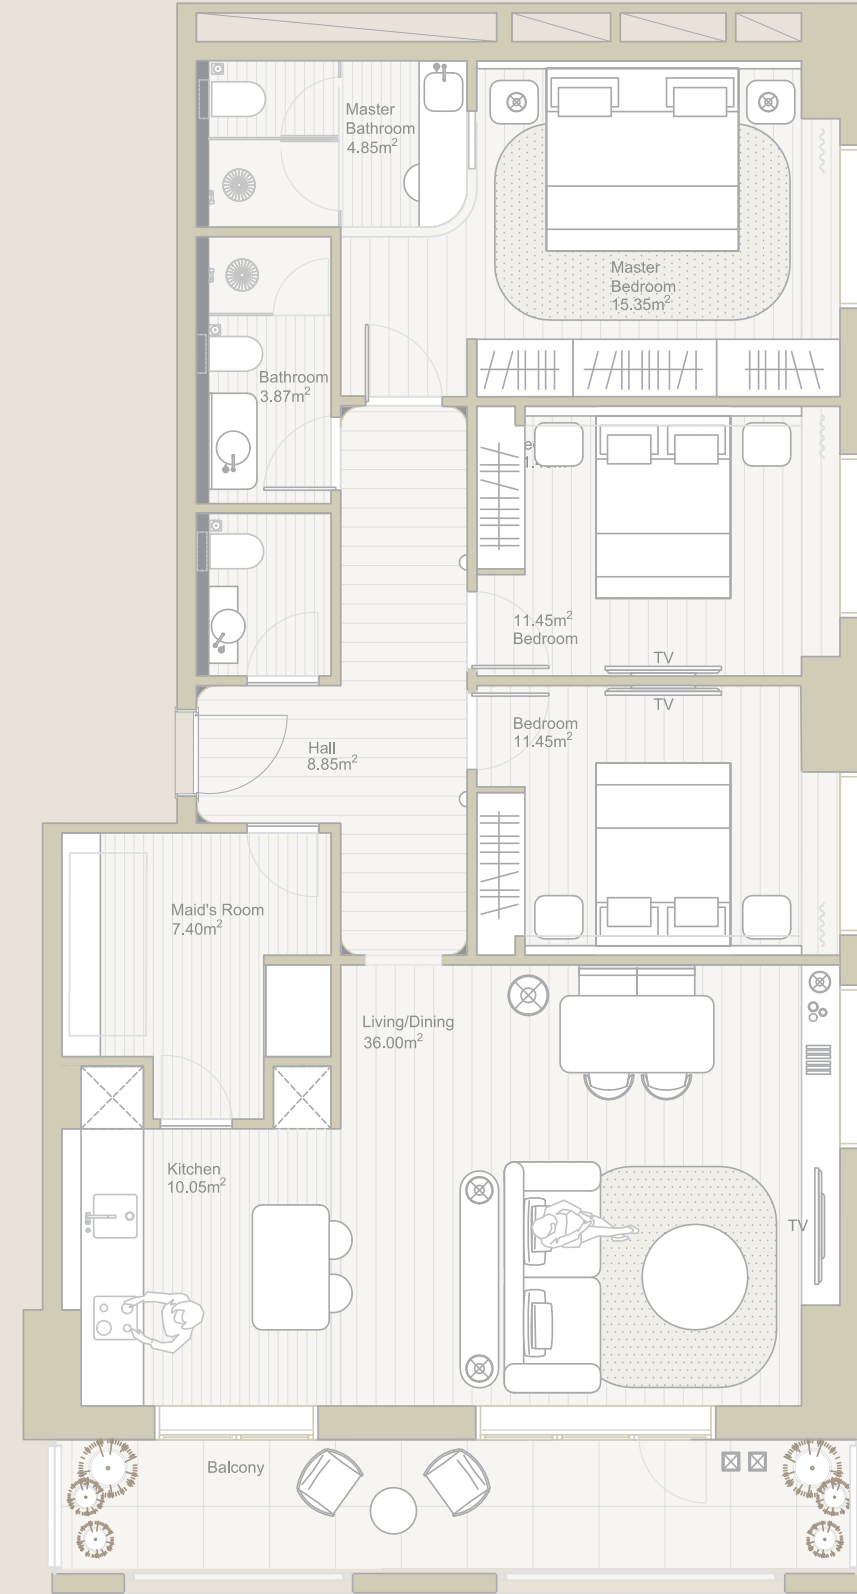 Master
Bathroom
4.85m²
Master
Bedroom
15.35m²
Bathroom
3.87m²
11.45m²
Bedroom
TV
TV
Bedroom
11.45m²
Hall
8.85m²
Maid's Room
7.40m²
Living/Dining
36.00m²
Kitchen
10.05m²
TV
Balcony